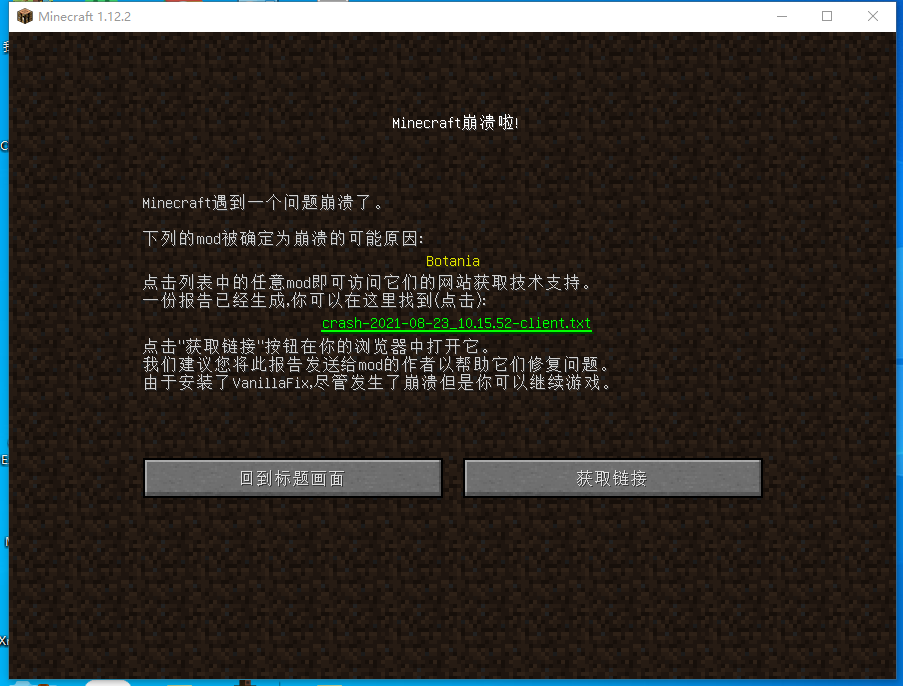 Minecraft 1.12.2
Minecraft崩溃啦!
Minecraft遇到一个问题崩溃了。
下列的mod被确定为崩溃的可能原因:
Botania
点击列表中的任意mod即可访问它们的网站获取技术支持。
一份报告已经生成,你可以在这里找到(点击):
crash-2021-08-23_10.15.52-client.txt
点击"获取链接"按钮在你的浏览器中打开它。
我们建议您将此报告发送给mod的作者以帮助它们修复问题。
由于安装了VanillaFix,尽管发生了崩溃但是你可以继续游戏。
回到标题画面
获取链接